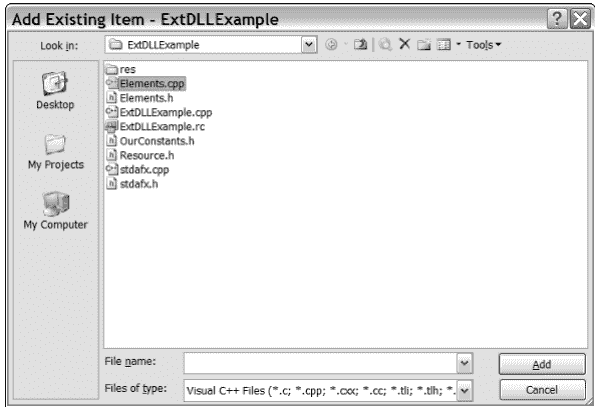 Add Existing Item - ExtDLLExample
Look in: ExtDLLExample Tools
Desktop
My Projects
My Computer
res
Elements.cpp
Elements.h
ExtDLLExample.cpp
ExtDLLExample.rc
OurConstants.h
Resource.h
stdafx.cpp
stdafx.h
File name: Add
Files of type: Visual C++ Files (*.c; *.cpp; *.cxx; *.cc; *.tli; *.tlh; *. Cancel